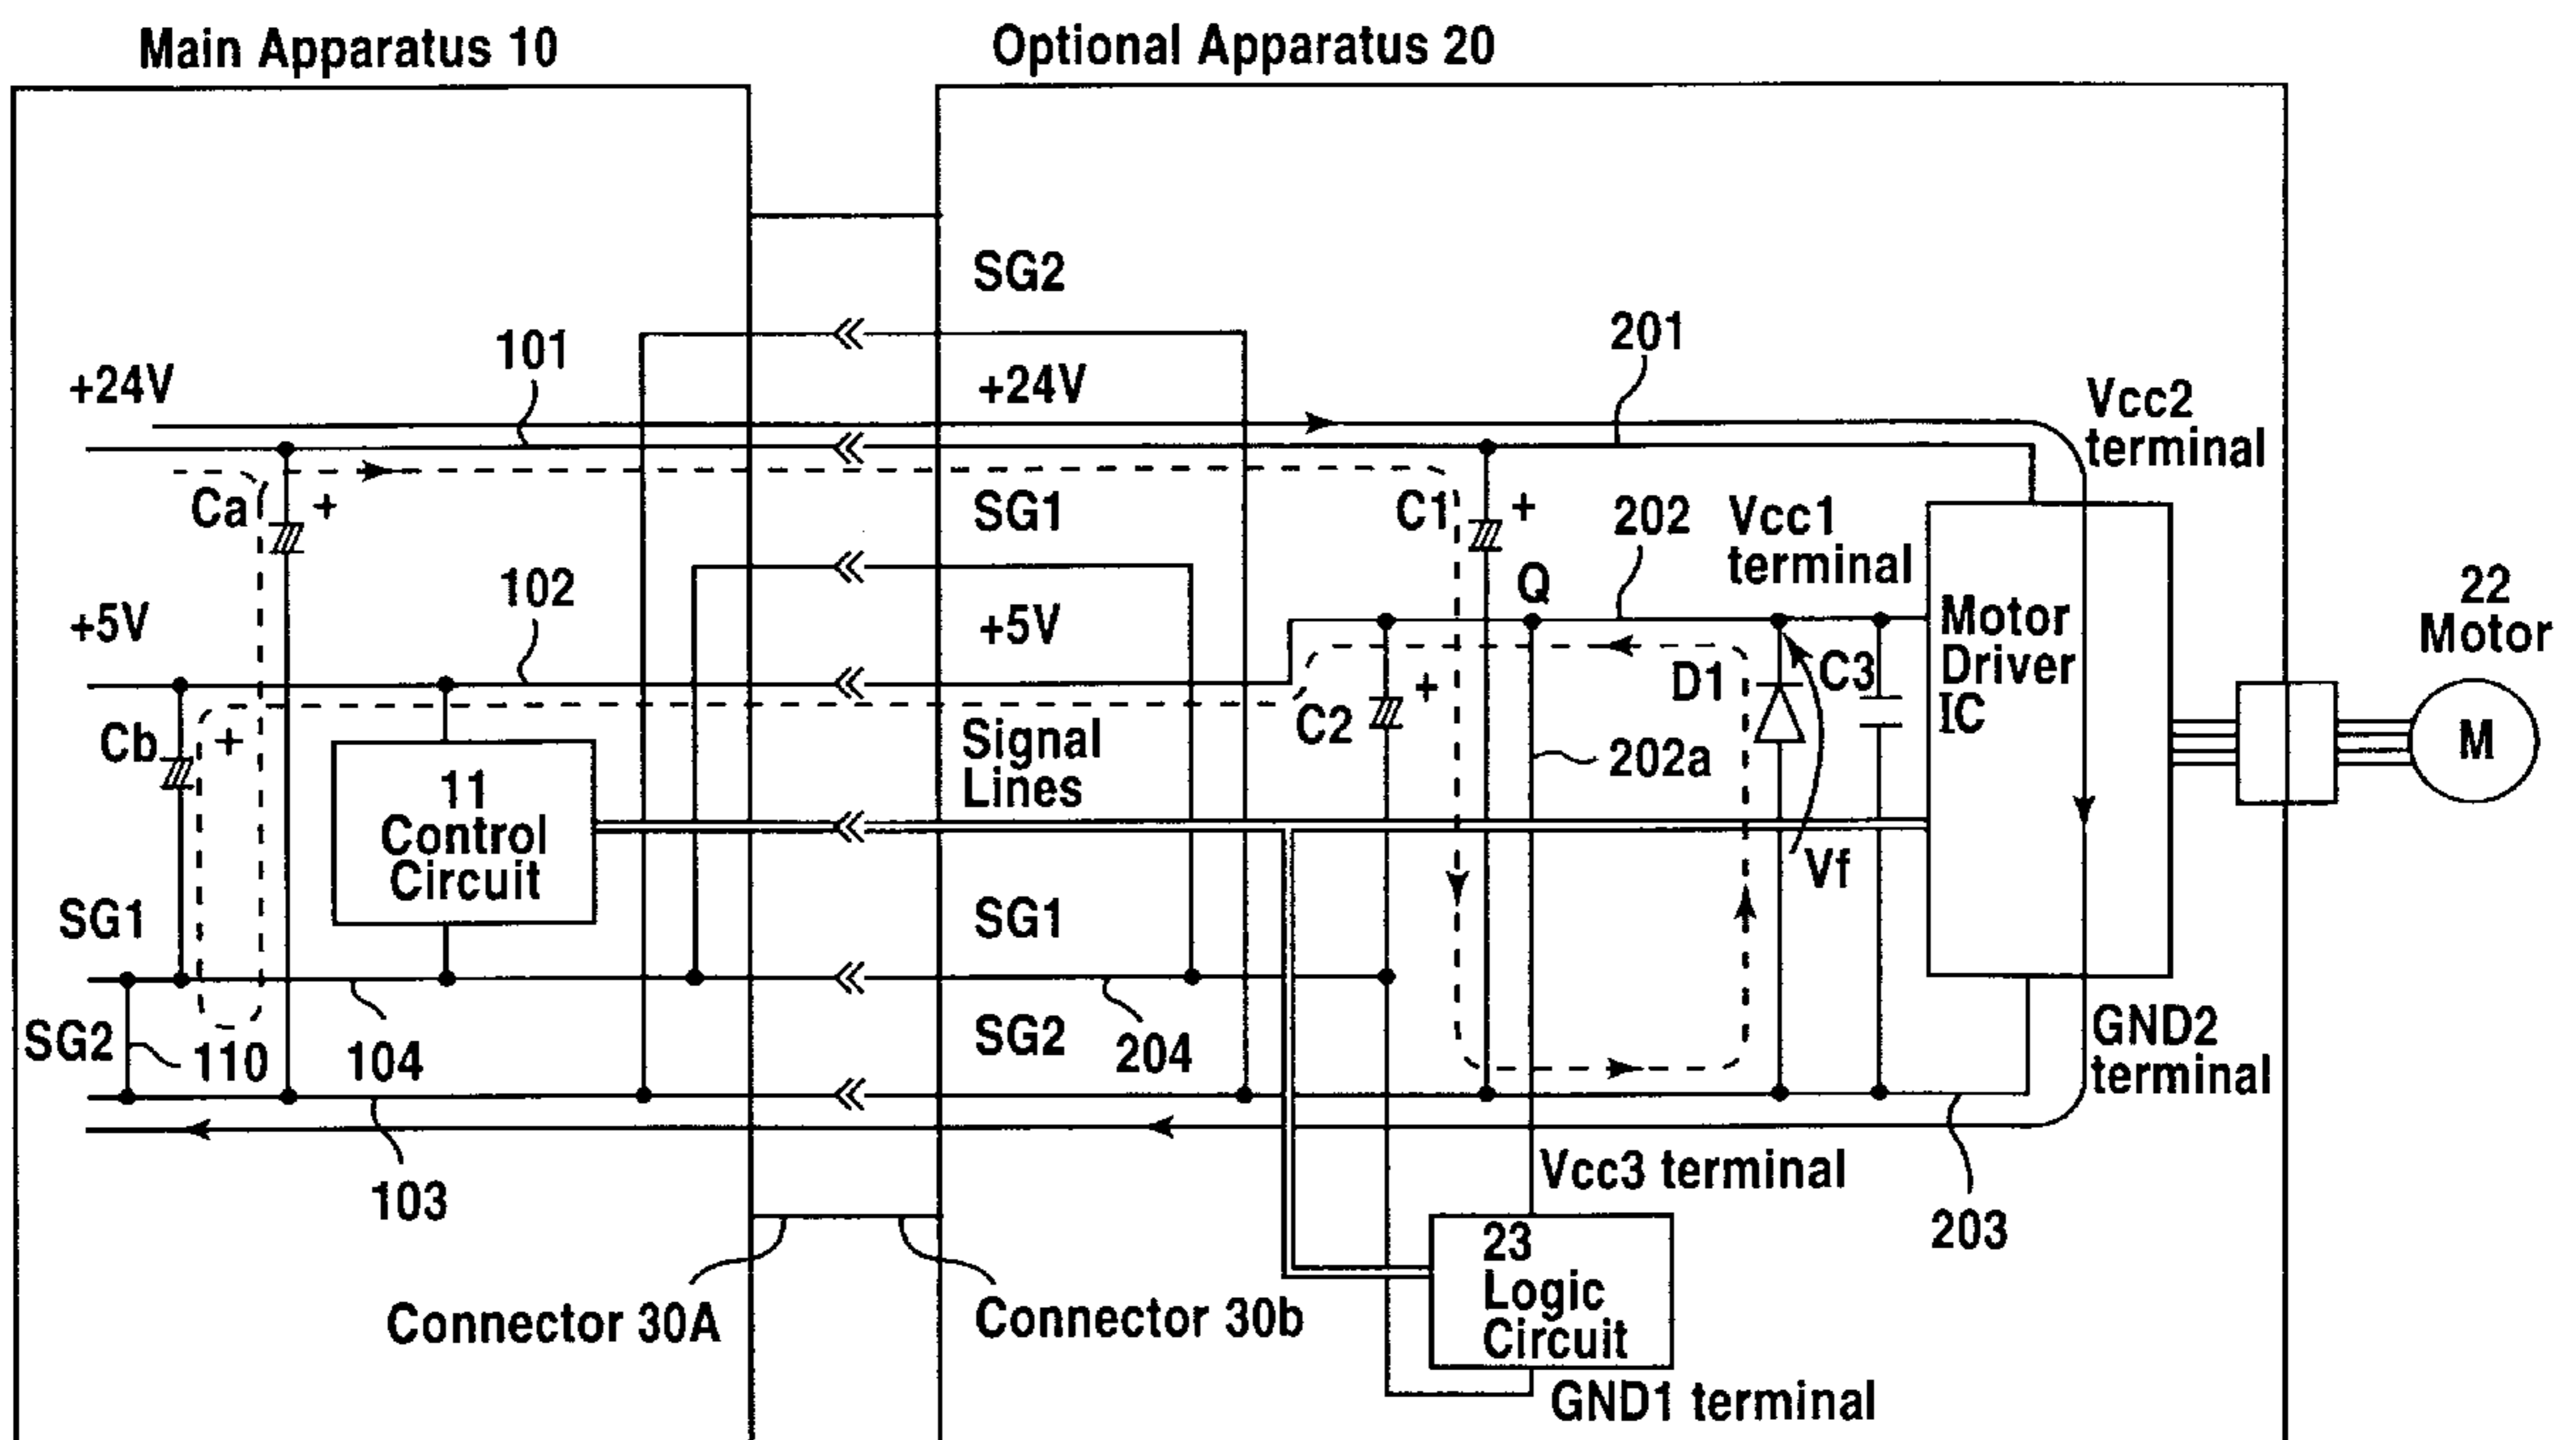 Main Apparatus 10
Optional Apparatus 20
SG2
101
201
+24V
+24V
Vcc2
terminal
Ca
+
SG1
C1
+
202
Vcc1
terminal
Q
102
22
Motor
+5V
+5V
Motor
Driver
IC
D1
C3
+
C2
M
Cb
+
Signal
Lines
202a
11
Control
Circuit
Vf
SG1
SG1
SG2
110
104
SG2
204
GND2
terminal
103
Vcc3 terminal
203
23
Logic
Circuit
Connector 30A
Connector 30b
GND1 terminal